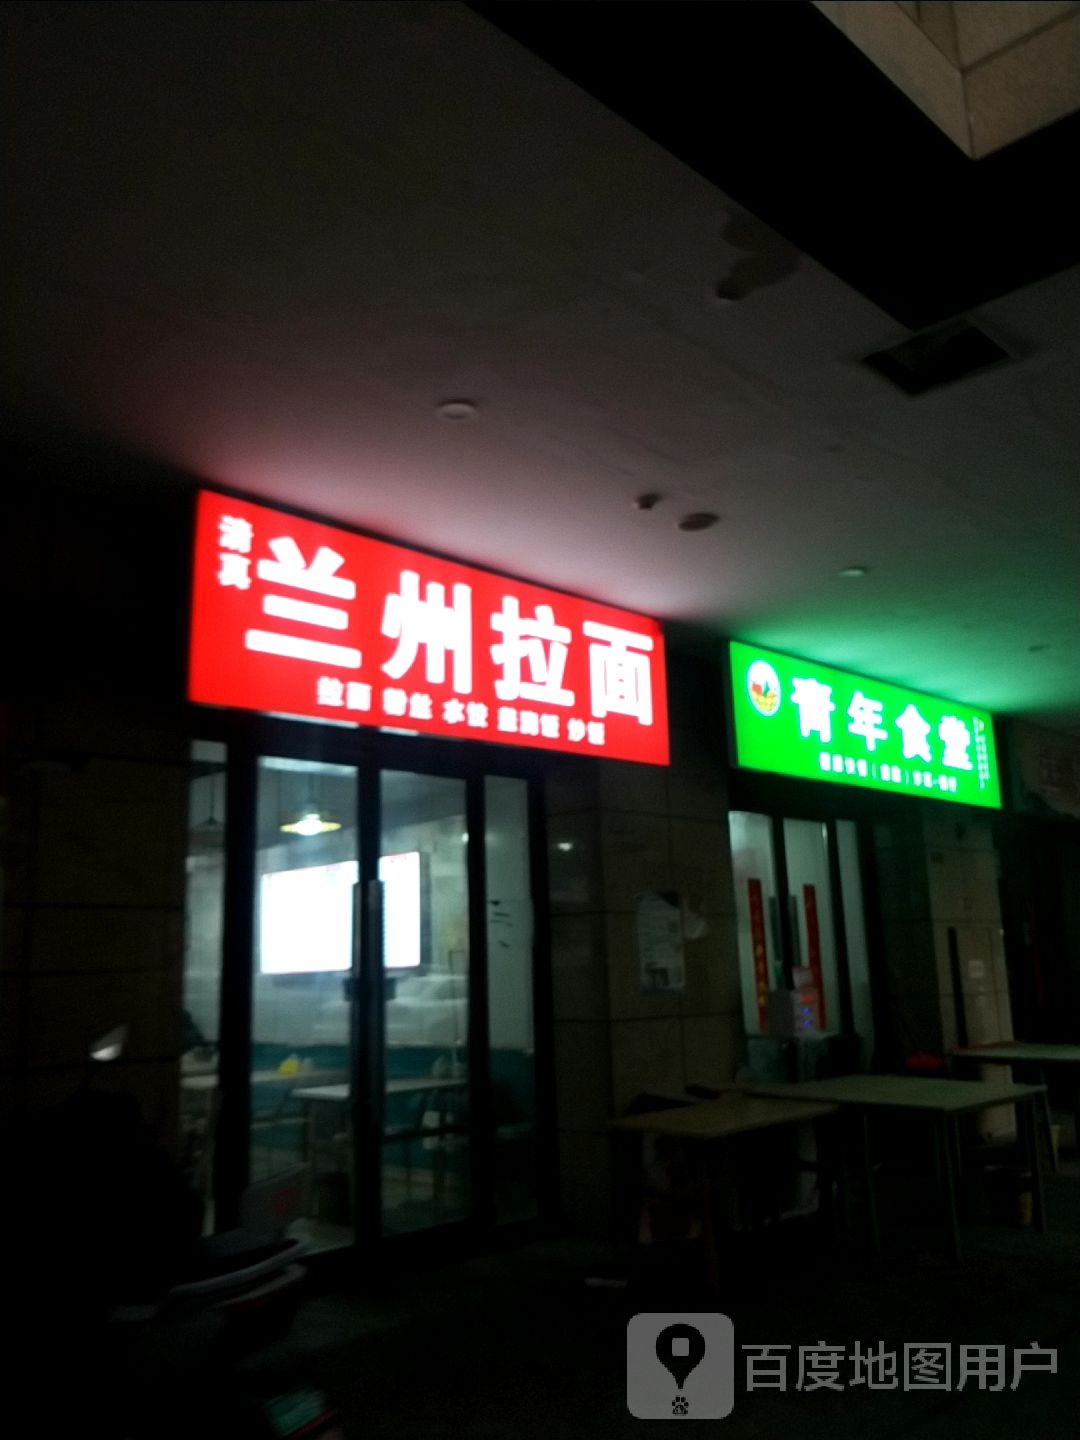 清真
兰州拉面
拉面 粉丝 水饺 盖浇饭 炒饭
青年食堂
百度地图用户